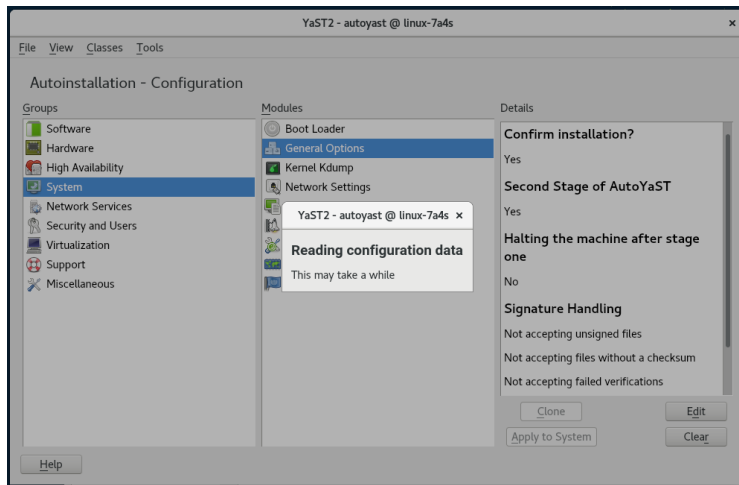 YaST2 - autoyast @ linux-7a4s ×
File View Classes Tools
Autoinstallation - Configuration
Groups
Software
Hardware
High Availability
System
Network Services
Security and Users
Virtualization
Support
Miscellaneous
Help
Modules
Boot Loader
General Options
Kernel Kdump
Network Settings
YaST2 - autoyast @ linux-7a4s ×
Reading configuration data
This may take a while
Details
Confirm installation?
Yes
Second Stage of AutoYaST
Yes
Halting the machine after stage
one
No
Signature Handling
Not accepting unsigned files
Not accepting files without a checksum
Not accepting failed verifications
Clone Edit
Apply to System Clear